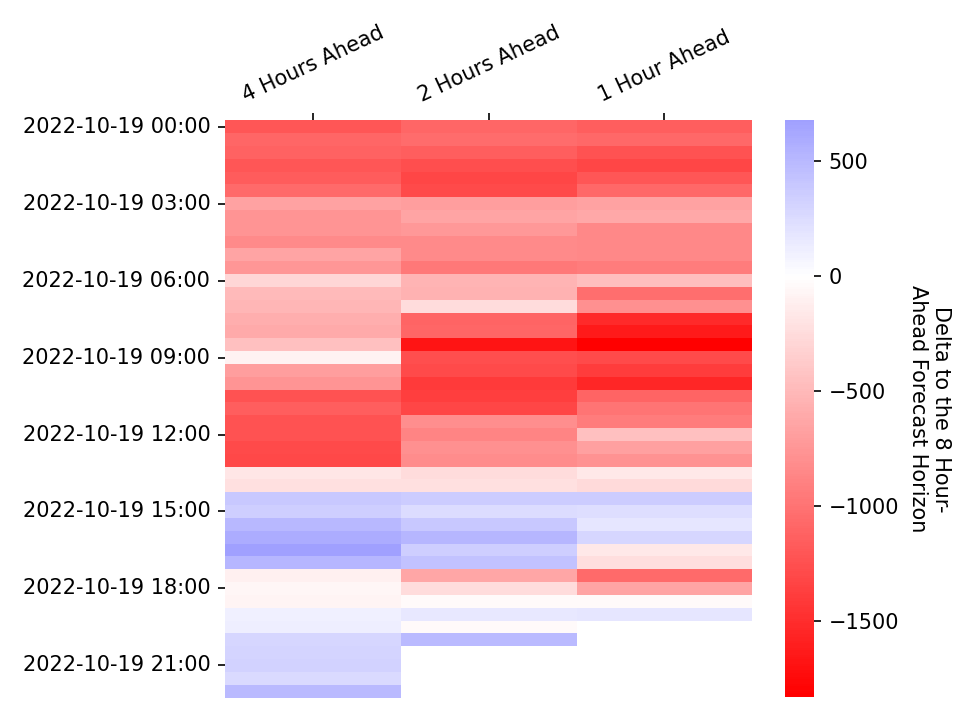 4 Hours Ahead
2 Hours Ahead
1 Hour Ahead
2022-10-19 00:00
2022-10-19 03:00
2022-10-19 06:00
2022-10-19 09:00
2022-10-19 12:00
2022-10-19 15:00
2022-10-19 18:00
2022-10-19 21:00
500
0
−500
−1000
−1500
Delta to the 8 Hour-
Ahead Forecast Horizon